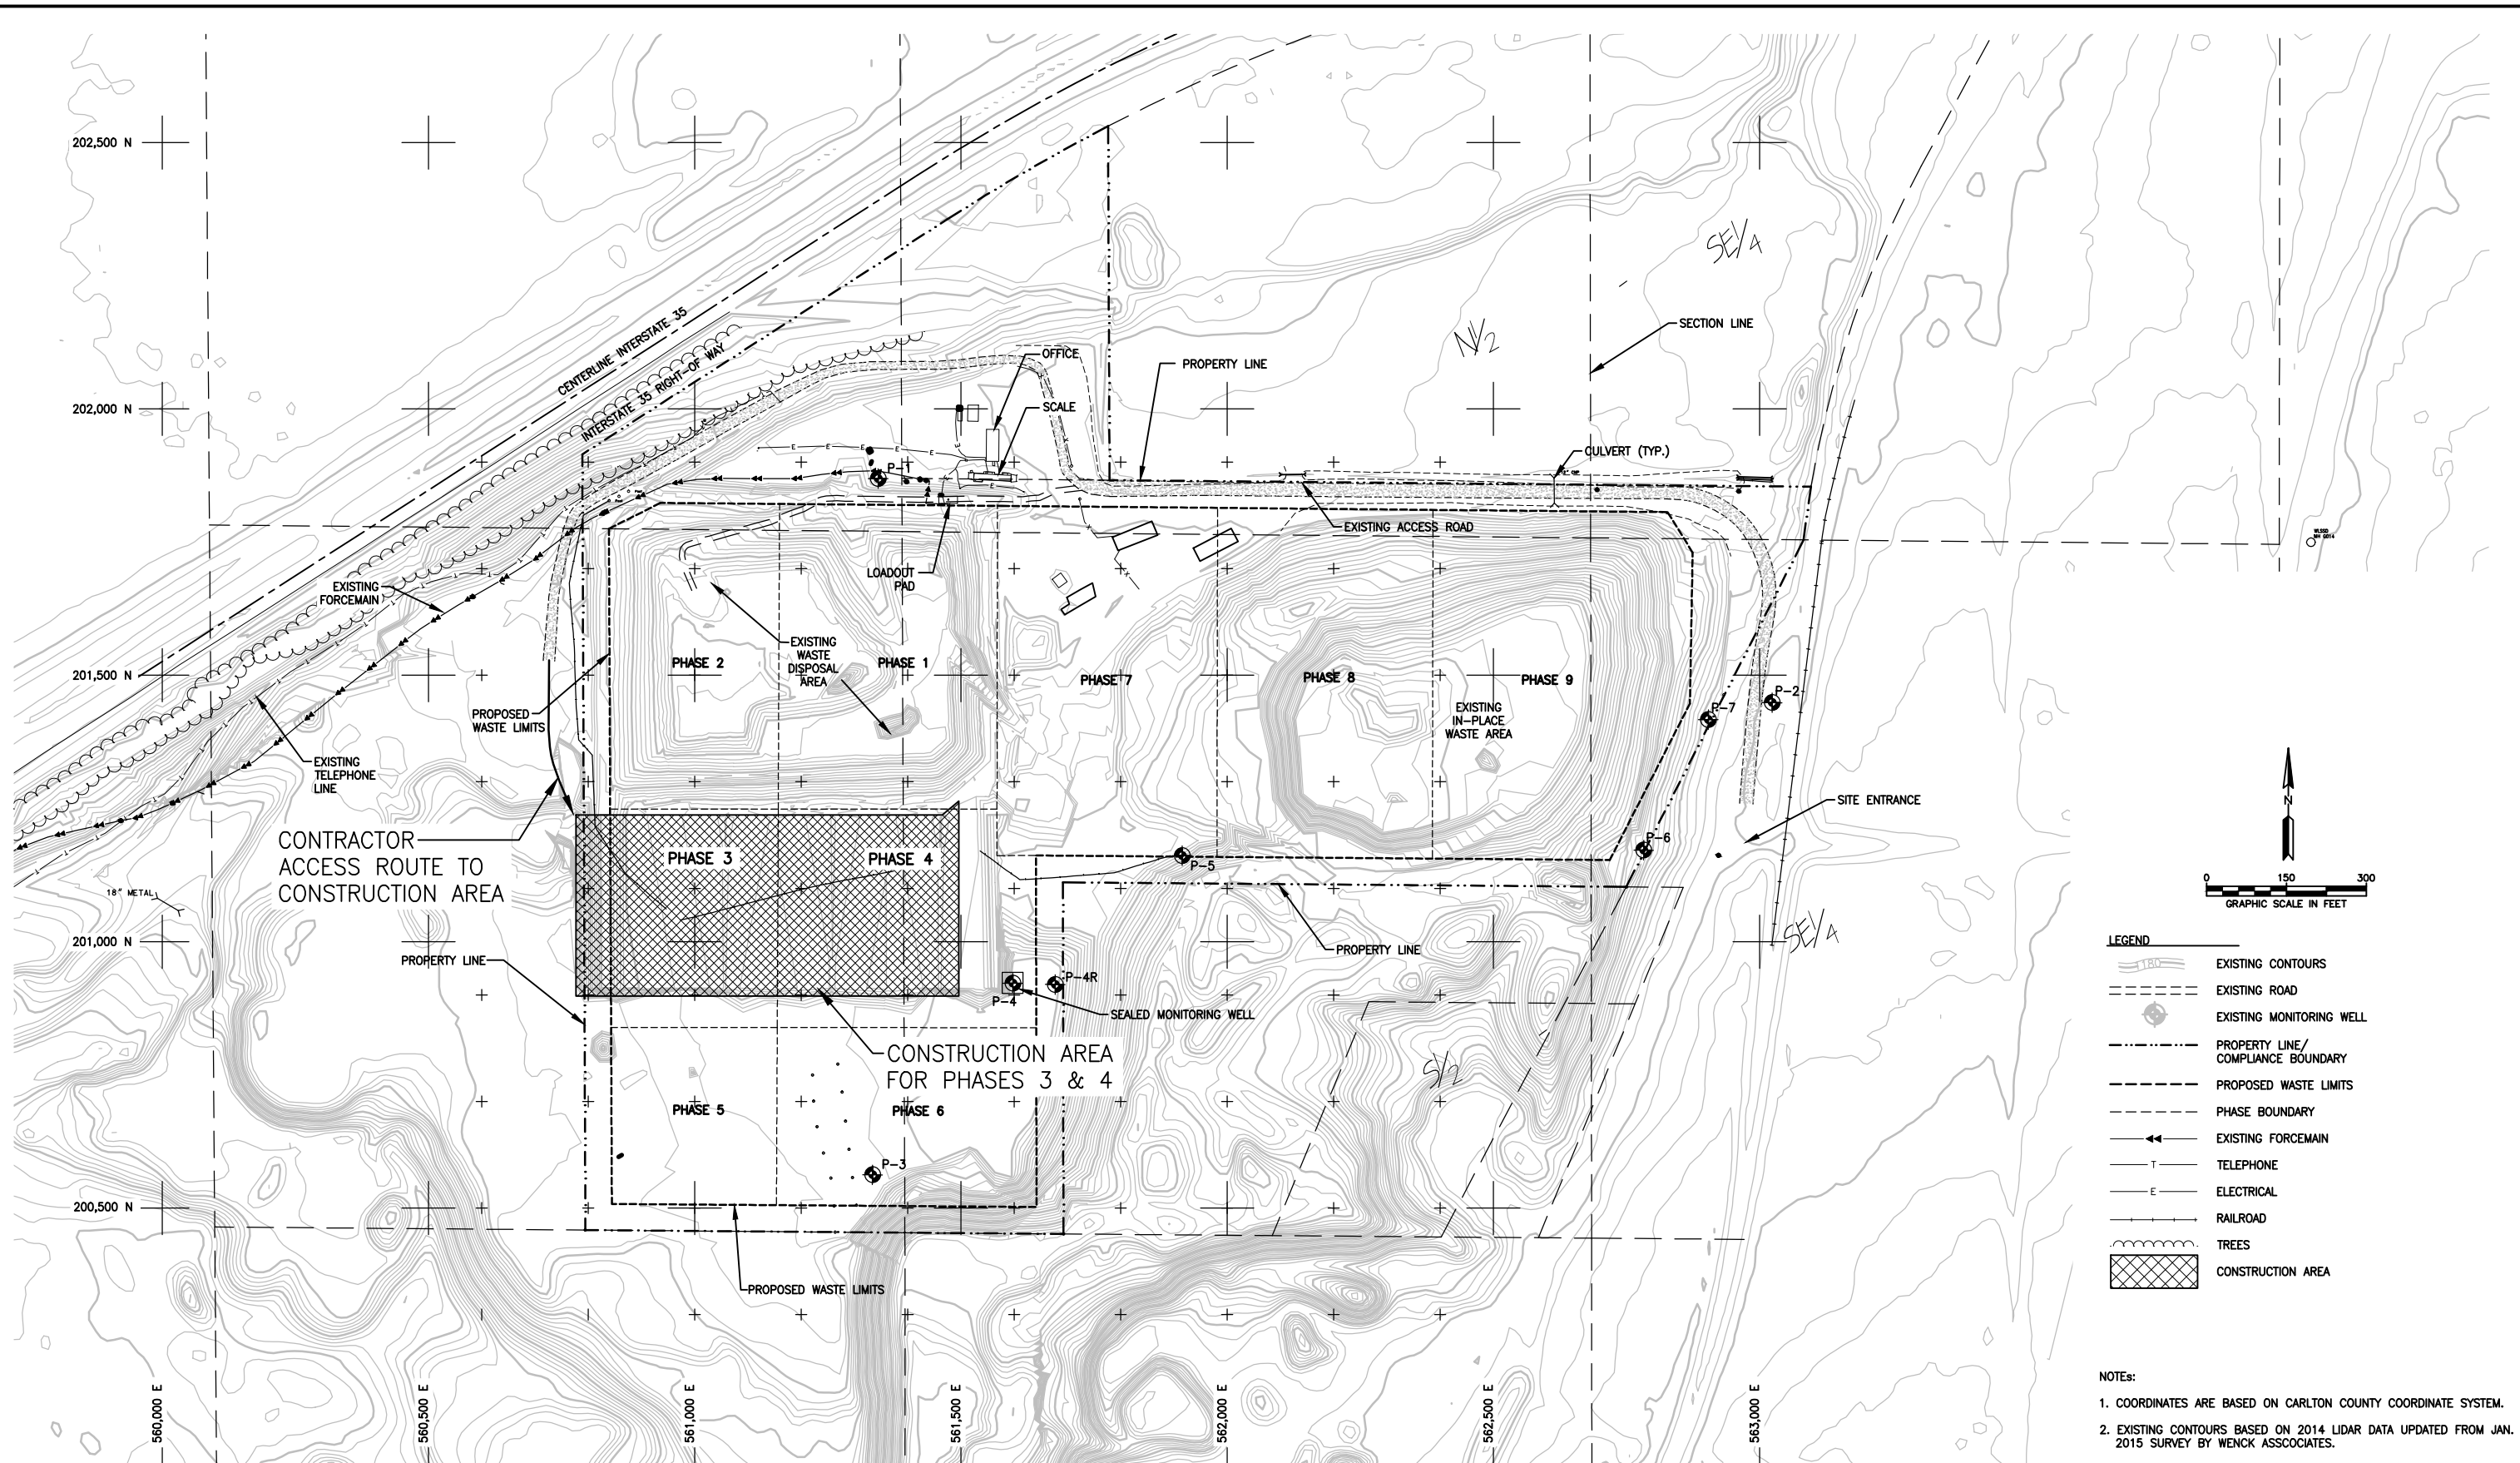 202,500 N
SE1/4
CENTERLINE INTERSTATE 35
N1/2
SECTION LINE
INTERSTATE 35 RIGHT-OF WAY
OFFICE
PROPERTY LINE
202,000 N
SCALE
CULVERT (TYP.)
P-1
EXISTING ACCESS ROAD
WLSSD
EXISTING
FORCEMAIN
LOADOUT
PAD
EXISTING
WASTE
DISPOSAL
AREA
PHASE 2
PHASE 1
201,500 N
PHASE 7
PHASE 8
PHASE 9
P-2
PROPOSED
WASTE LIMITS
EXISTING
IN-PLACE
WASTE AREA
P-7
EXISTING
TELEPHONE
LINE
N
SITE ENTRANCE
CONTRACTOR
ACCESS ROUTE TO
CONSTRUCTION AREA
PHASE 3
PHASE 4
P-5
P-6
18" METAL
0 150 300
GRAPHIC SCALE IN FEET
201,000 N
PROPERTY LINE
PROPERTY LINE
SE1/4
P-4
P-4R
SEALED MONITORING WELL
CONSTRUCTION AREA
FOR PHASES 3 & 4
S1/2
PHASE 5
PHASE 6
P-3
200,500 N
PROPOSED WASTE LIMITS
LEGEND
1180
EXISTING CONTOURS
EXISTING ROAD
EXISTING MONITORING WELL
PROPERTY LINE/
COMPLIANCE BOUNDARY
PROPOSED WASTE LIMITS
PHASE BOUNDARY
EXISTING FORCEMAIN
T
TELEPHONE
E
ELECTRICAL
RAILROAD
TREES
CONSTRUCTION AREA
560,000 E
560,500 E
561,000 E
561,500 E
562,000 E
562,500 E
563,000 E
NOTEs:
1. COORDINATES ARE BASED ON CARLTON COUNTY COORDINATE SYSTEM.
2. EXISTING CONTOURS BASED ON 2014 LIDAR DATA UPDATED FROM JAN.
2015 SURVEY BY WENCK ASSCOCIATES.